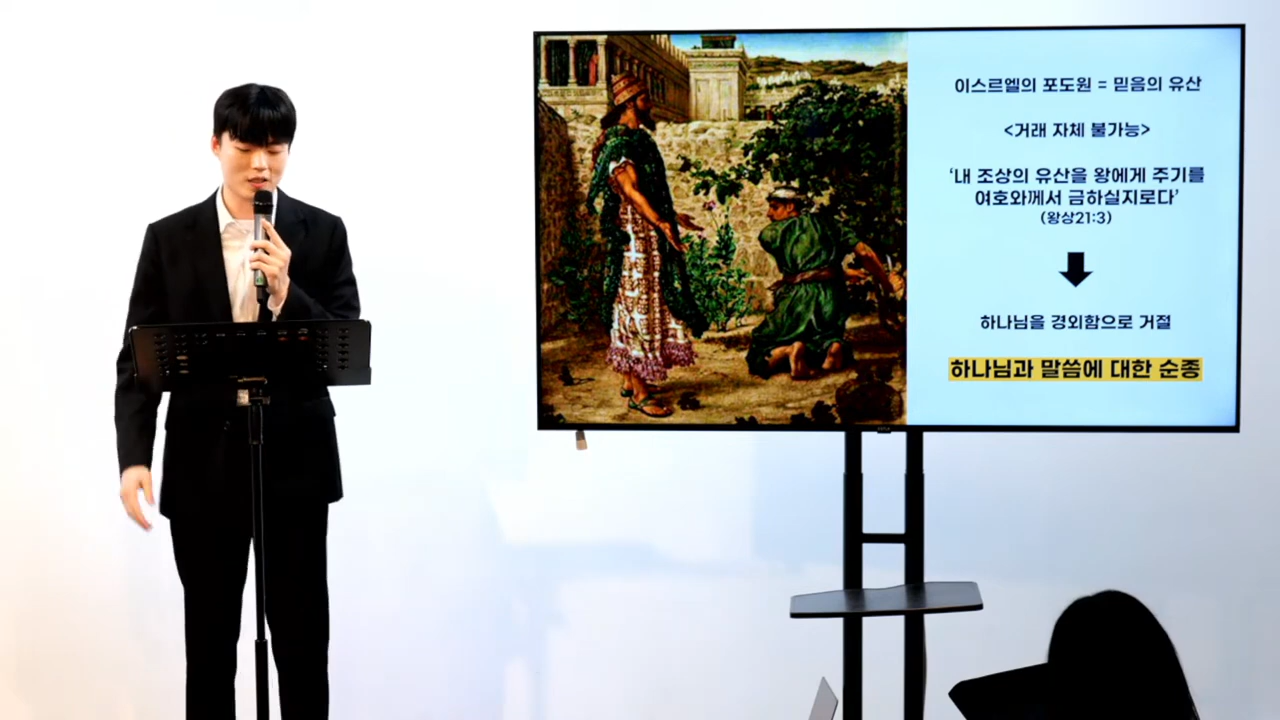 이스르엘의 포도원 = 믿음의 유산
<거래 자체 불가능>
‘내 조상의 유산을 왕에게 주기를
여호와께서 금하실지로다’
(왕상21:3)
하나님을 경외함으로 거절
하나님과 말씀에 대한 순종